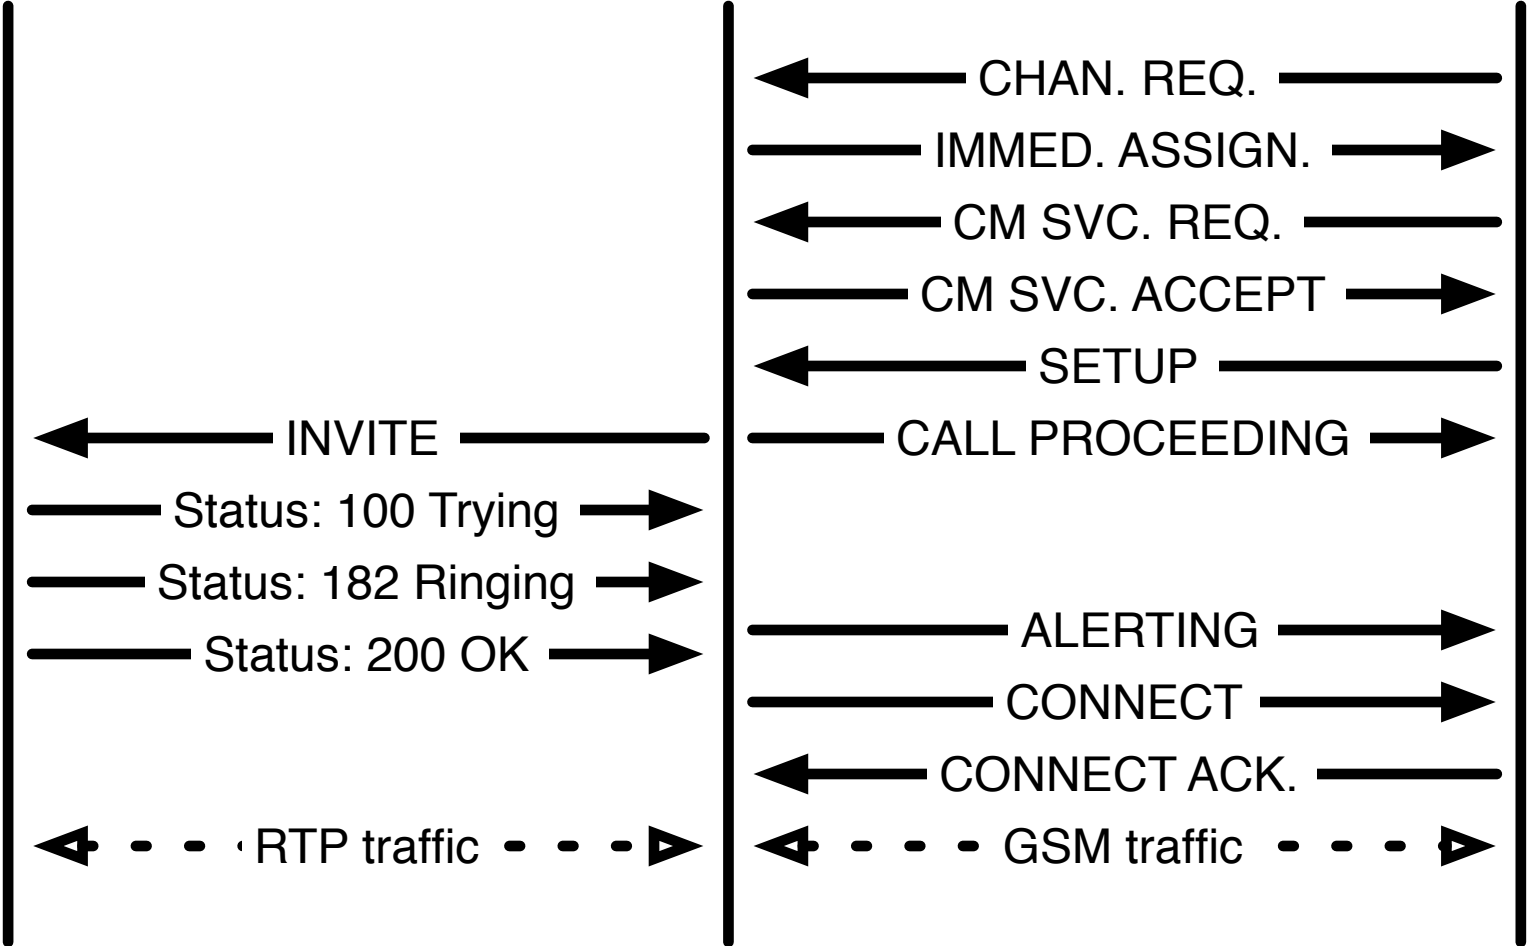 CHAN. REQ.
IMMED. ASSIGN.
CM SVC. REQ.
CM SVC. ACCEPT
SETUP
INVITE
CALL PROCEEDING
Status: 100 Trying
Status: 182 Ringing
ALERTING
Status: 200 OK
CONNECT
CONNECT ACK.
RTP traffic
GSM traffic